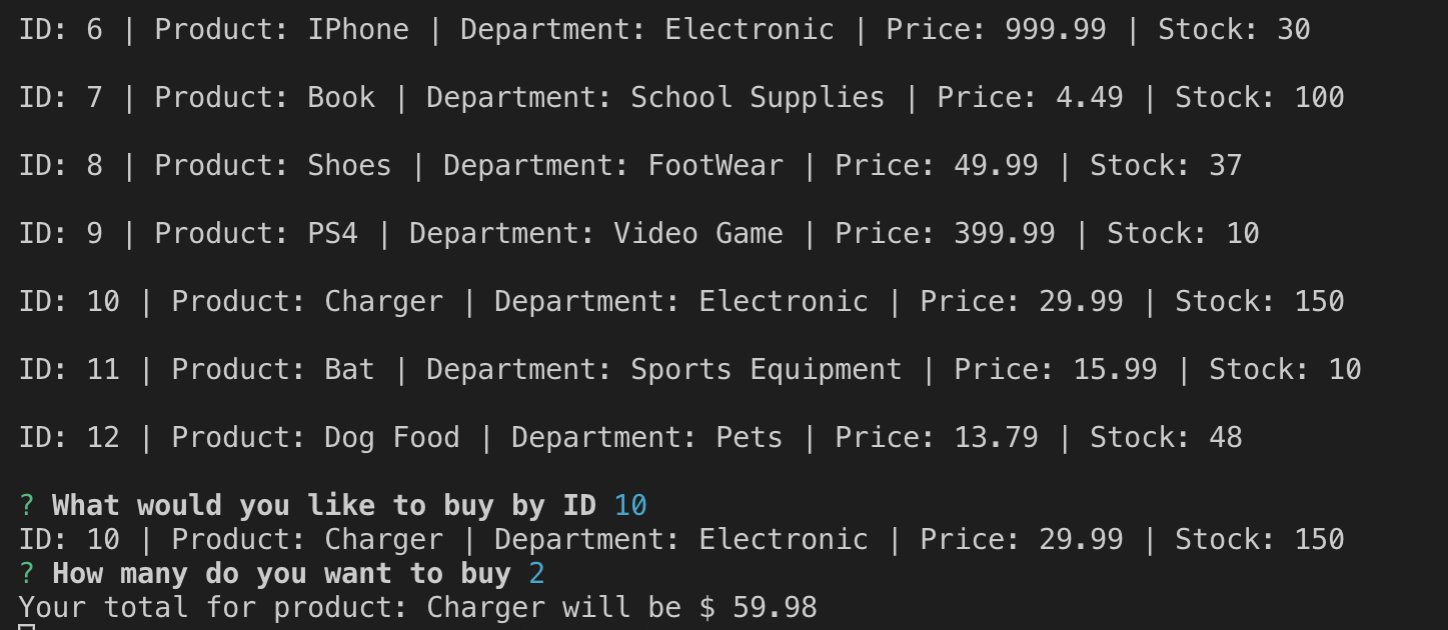 ID: 6 | Product: IPhone | Department: Electronic | Price: 999.99 | Stock: 30
ID: 7 | Product: Book | Department: School Supplies | Price: 4.49 | Stock: 100
ID: 8 | Product: Shoes | Department: FootWear | Price: 49.99 | Stock: 37
ID: 9 | Product: PS4 | Department: Video Game | Price: 399.99 | Stock: 10
ID: 10 | Product: Charger | Department: Electronic | Price: 29.99 | Stock: 150
ID: 11 | Product: Bat | Department: Sports Equipment | Price: 15.99 | Stock: 10
ID: 12 | Product: Dog Food | Department: Pets | Price: 13.79 | Stock: 48
? What would you like to buy by ID 10
ID: 10 | Product: Charger | Department: Electronic | Price: 29.99 | Stock: 150
? How many do you want to buy 2
Your total for product: Charger will be $ 59.98